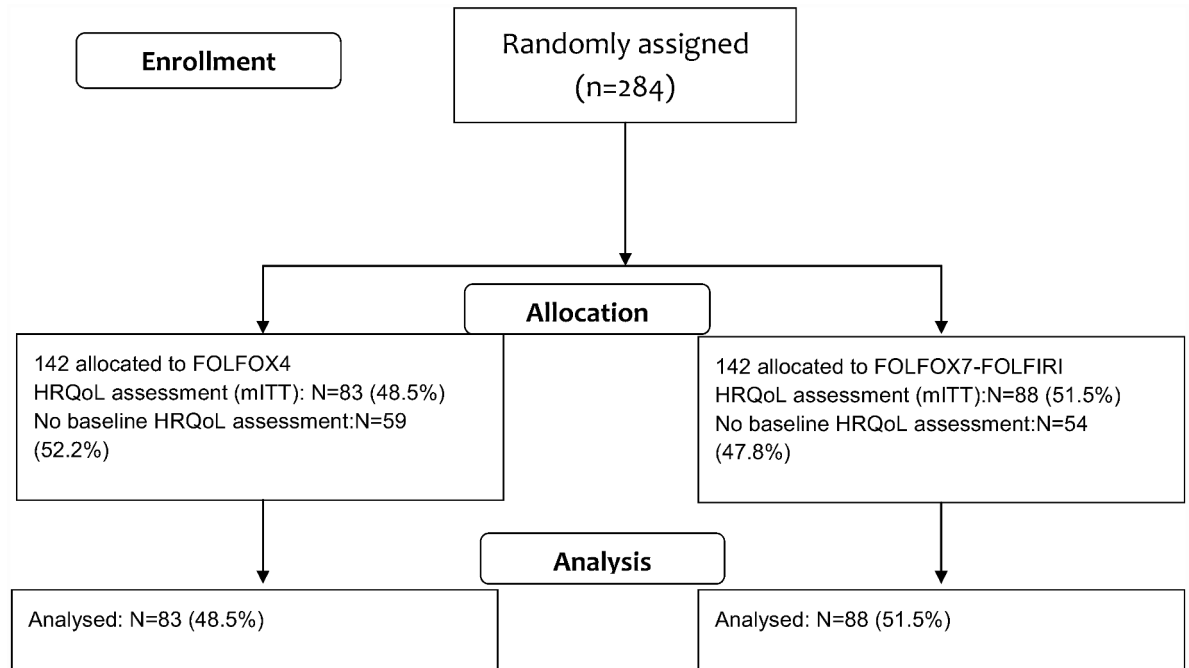 Enrollment
Randomly assigned
(n=284)
Allocation
142 allocated to FOLFOX4
HRQoL assessment (mITT): N=83 (48.5%)
No baseline HRQoL assessment:N=59
(52.2%)
142 allocated to FOLFOX7-FOLFIRI
HRQoL assessment (mITT):N=88 (51.5%)
No baseline HRQoL assessment:N=54
(47.8%)
Analysis
Analysed: N=83 (48.5%)
Analysed: N=88 (51.5%)